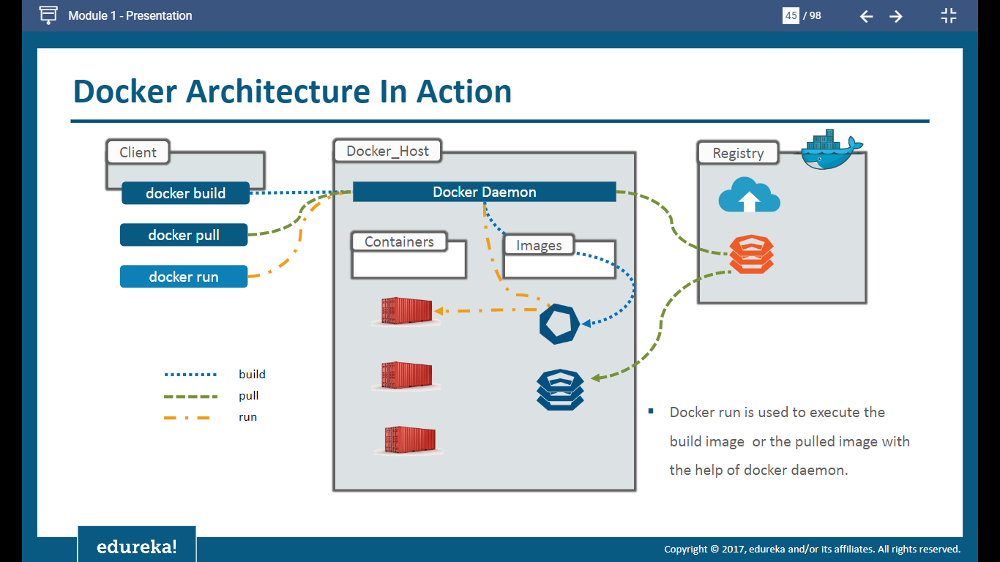 Module 1 - Presentation
45 / 98
Docker Architecture In Action
Client
docker build
docker pull
docker run
Docker_Host
Docker Daemon
Containers
Images
Registry
build
pull
run
Docker run is used to execute the
build image or the pulled image with
the help of docker daemon.
edureka!
Copyright © 2017, edureka and/or its affiliates. All rights reserved.